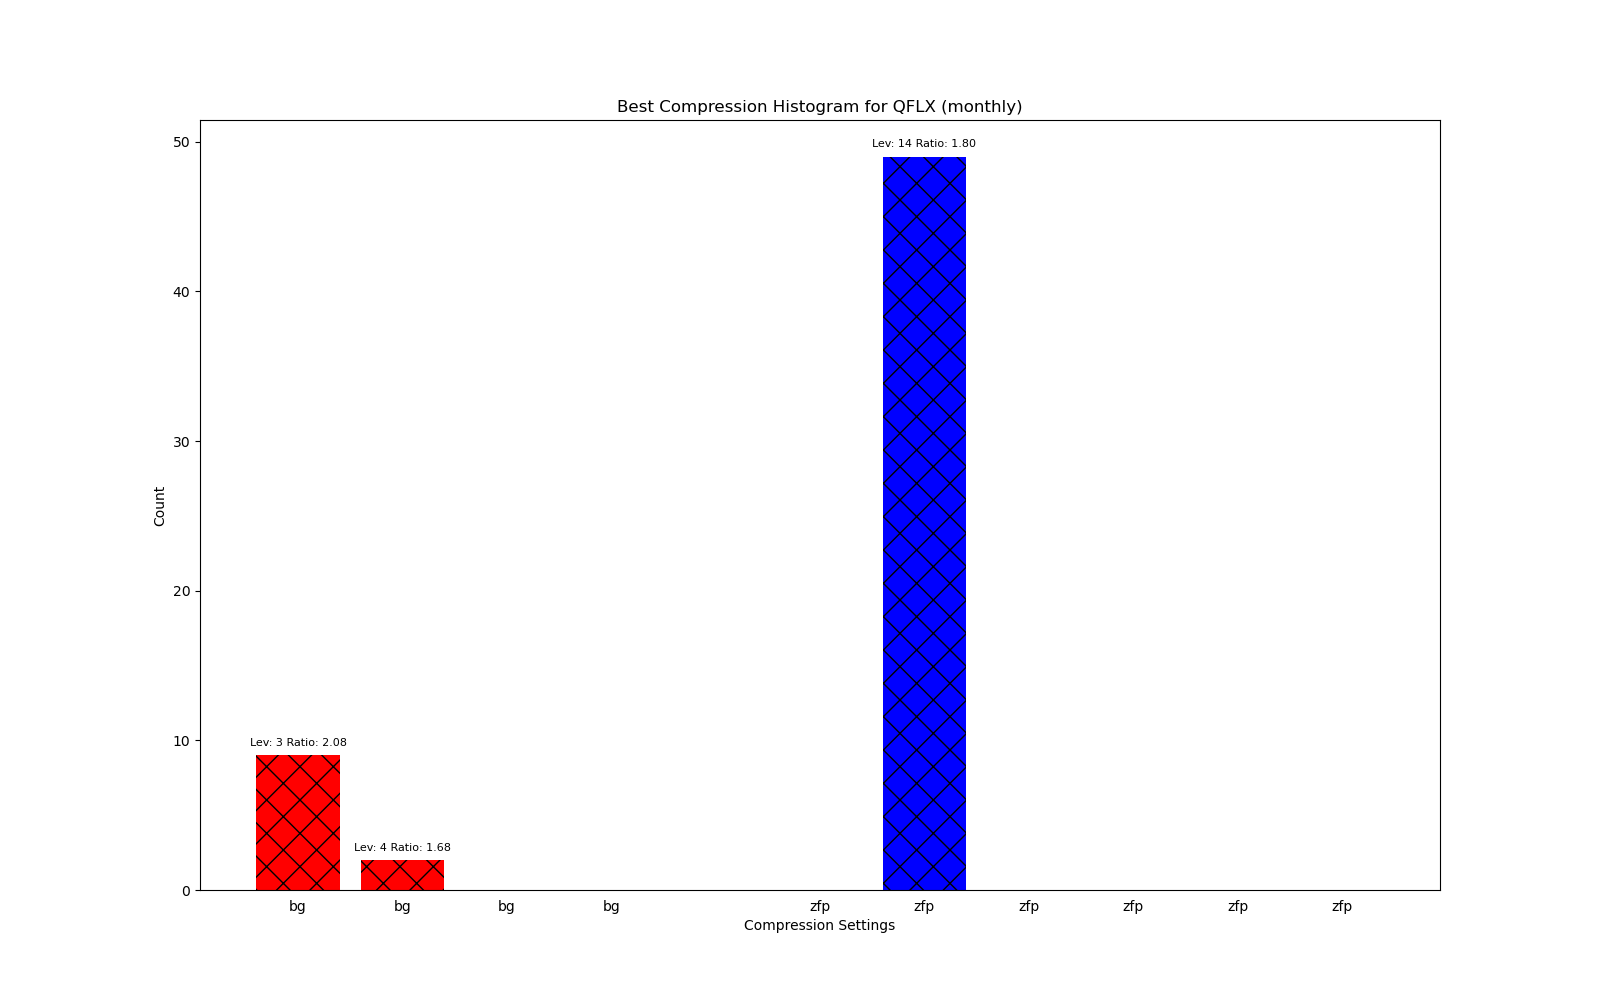 Best Compression Histogram for QFLX (monthly)
50
40
30
20
10
0
Count
Lev: 3 Ratio: 2.08
Lev: 4 Ratio: 1.68
Lev: 14 Ratio: 1.80
bg bg bg bg zfp zfp zfp zfp zfp zfp
Compression Settings